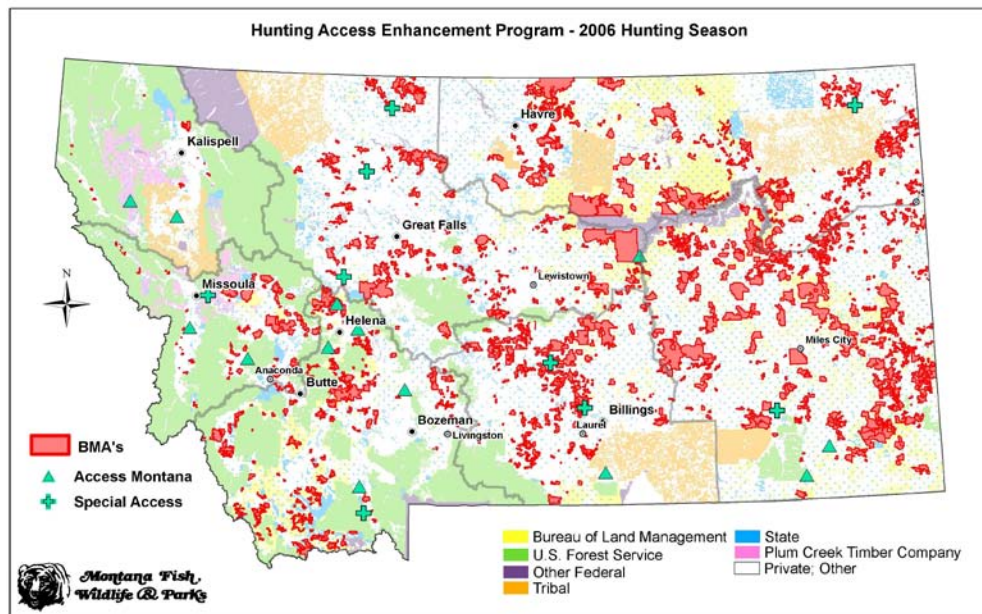 Hunting Access Enhancement Program - 2006 Hunting Season
Havre
Kalispell
Great Falls
Lewistown
N
Missoula
Helena
Miles City
Anaconda
Butte
Billings
Laurel
Bozeman
Livingston
BMA's
Access Montana
Special Access
Bureau of Land Management
U.S. Forest Service
Other Federal
Tribal
State
Plum Creek Timber Company
Private; Other
Montana Fish,
Wildlife & Parks